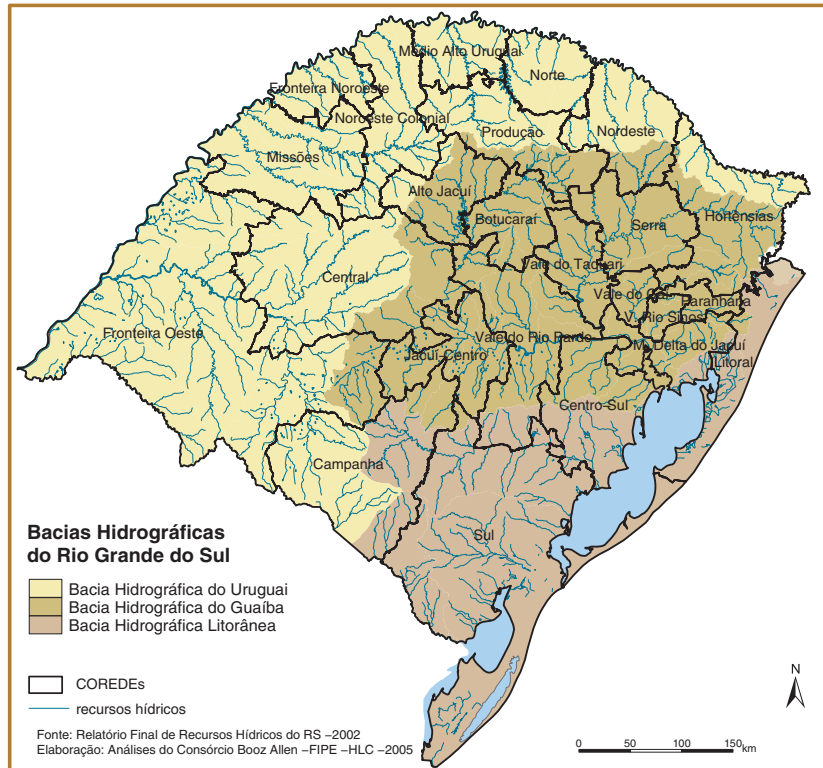 Médio Alto Uruguai
Norte
Fronteira Noroeste
Noroeste Colonial
Produção
Nordeste
Missões
Alto Jacuí
Botucaraí
Serra
Hortênsias
Central
Vale do Taquari
Vale do Caí
Paranhana
V. Rio Sinos
Fronteira Oeste
Vale do Rio Pardo
Jacuí-Centro
M. Delta do Jacuí
Litoral
Centro-Sul
Campanha
Sul
Bacias Hidrográficas
do Rio Grande do Sul
Bacia Hidrográfica do Uruguai
Bacia Hidrográfica do Guaíba
Bacia Hidrográfica Litorânea
COREDEs
recursos hídricos
Fonte: Relatório Final de Recursos Hídricos do RS –2002
Elaboração: Análises do Consórcio Booz Allen –FIPE –HLC –2005
N
0 50 100 150 km